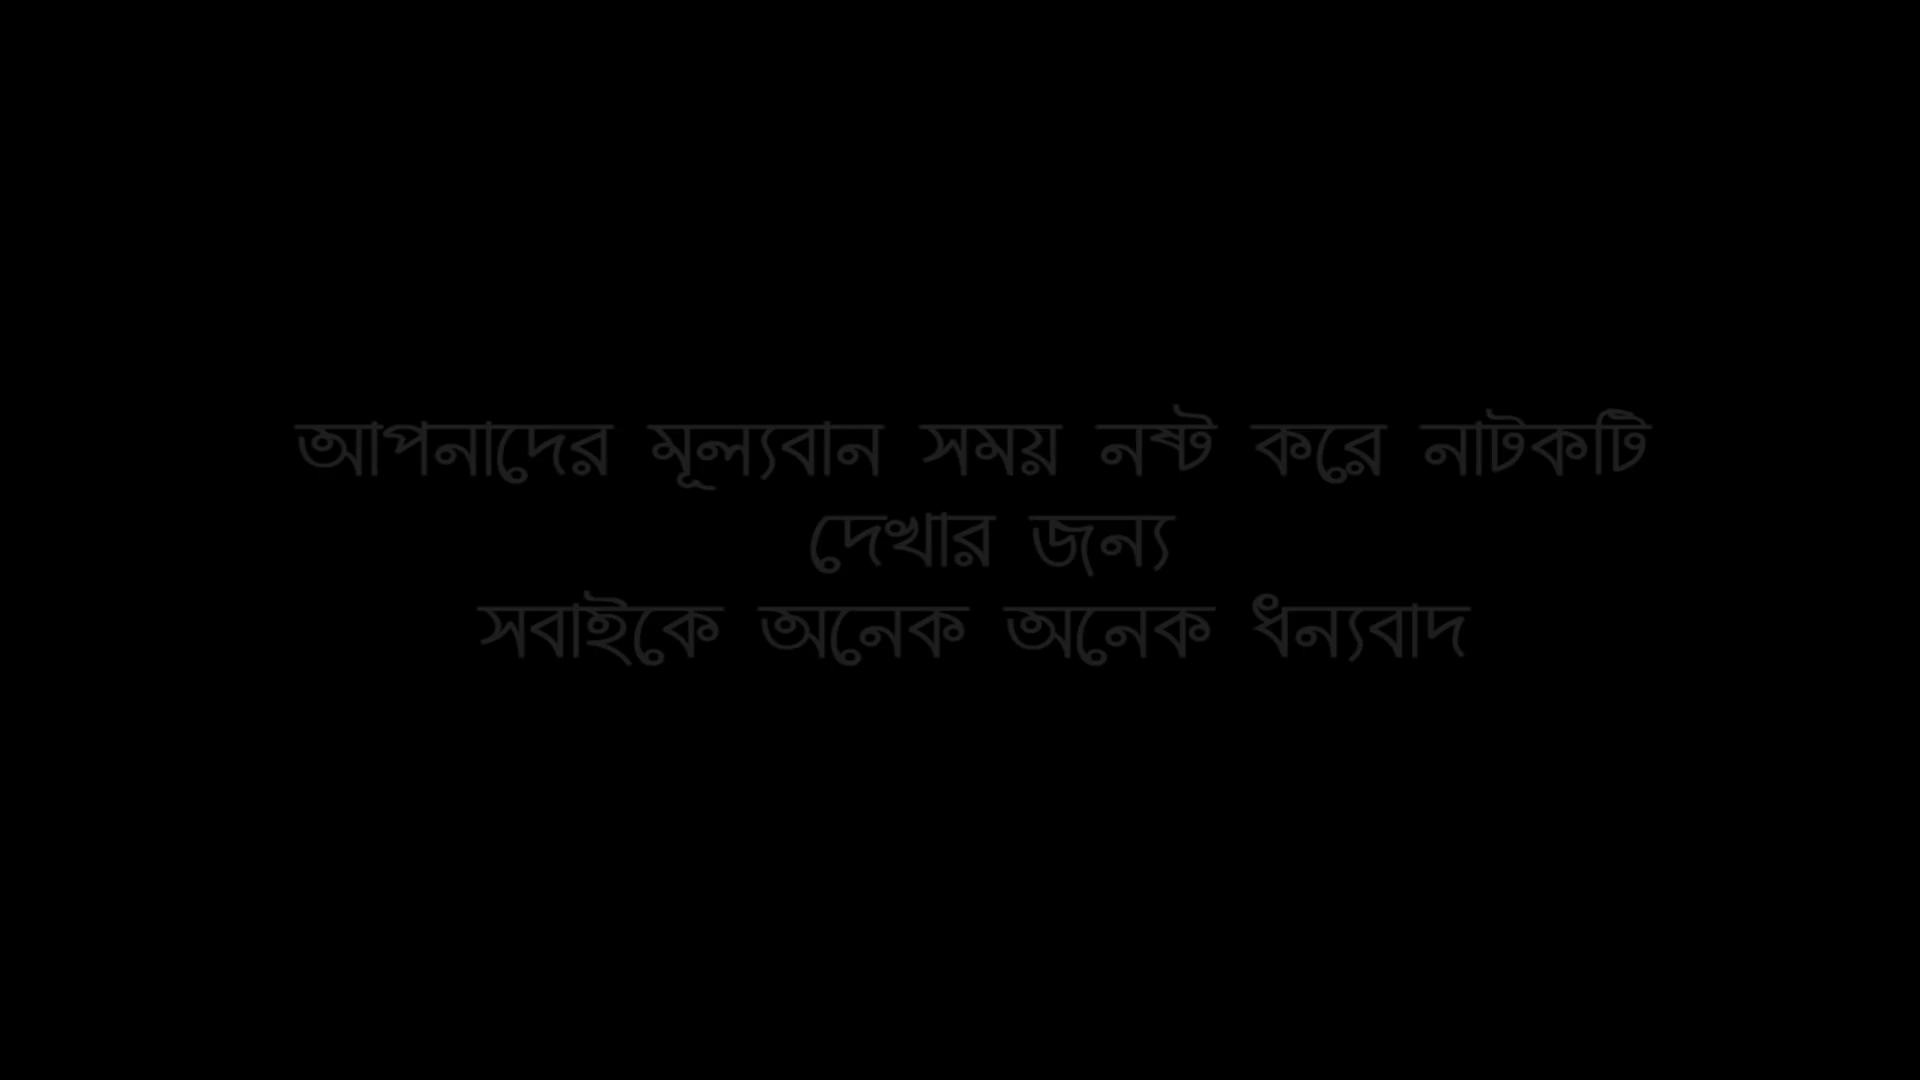 আপনাদের মূল্যবান সময় নষ্ট করে নাটকটি
দেখার জন্য
সবাইকে অনেক অনেক ধন্যবাদ